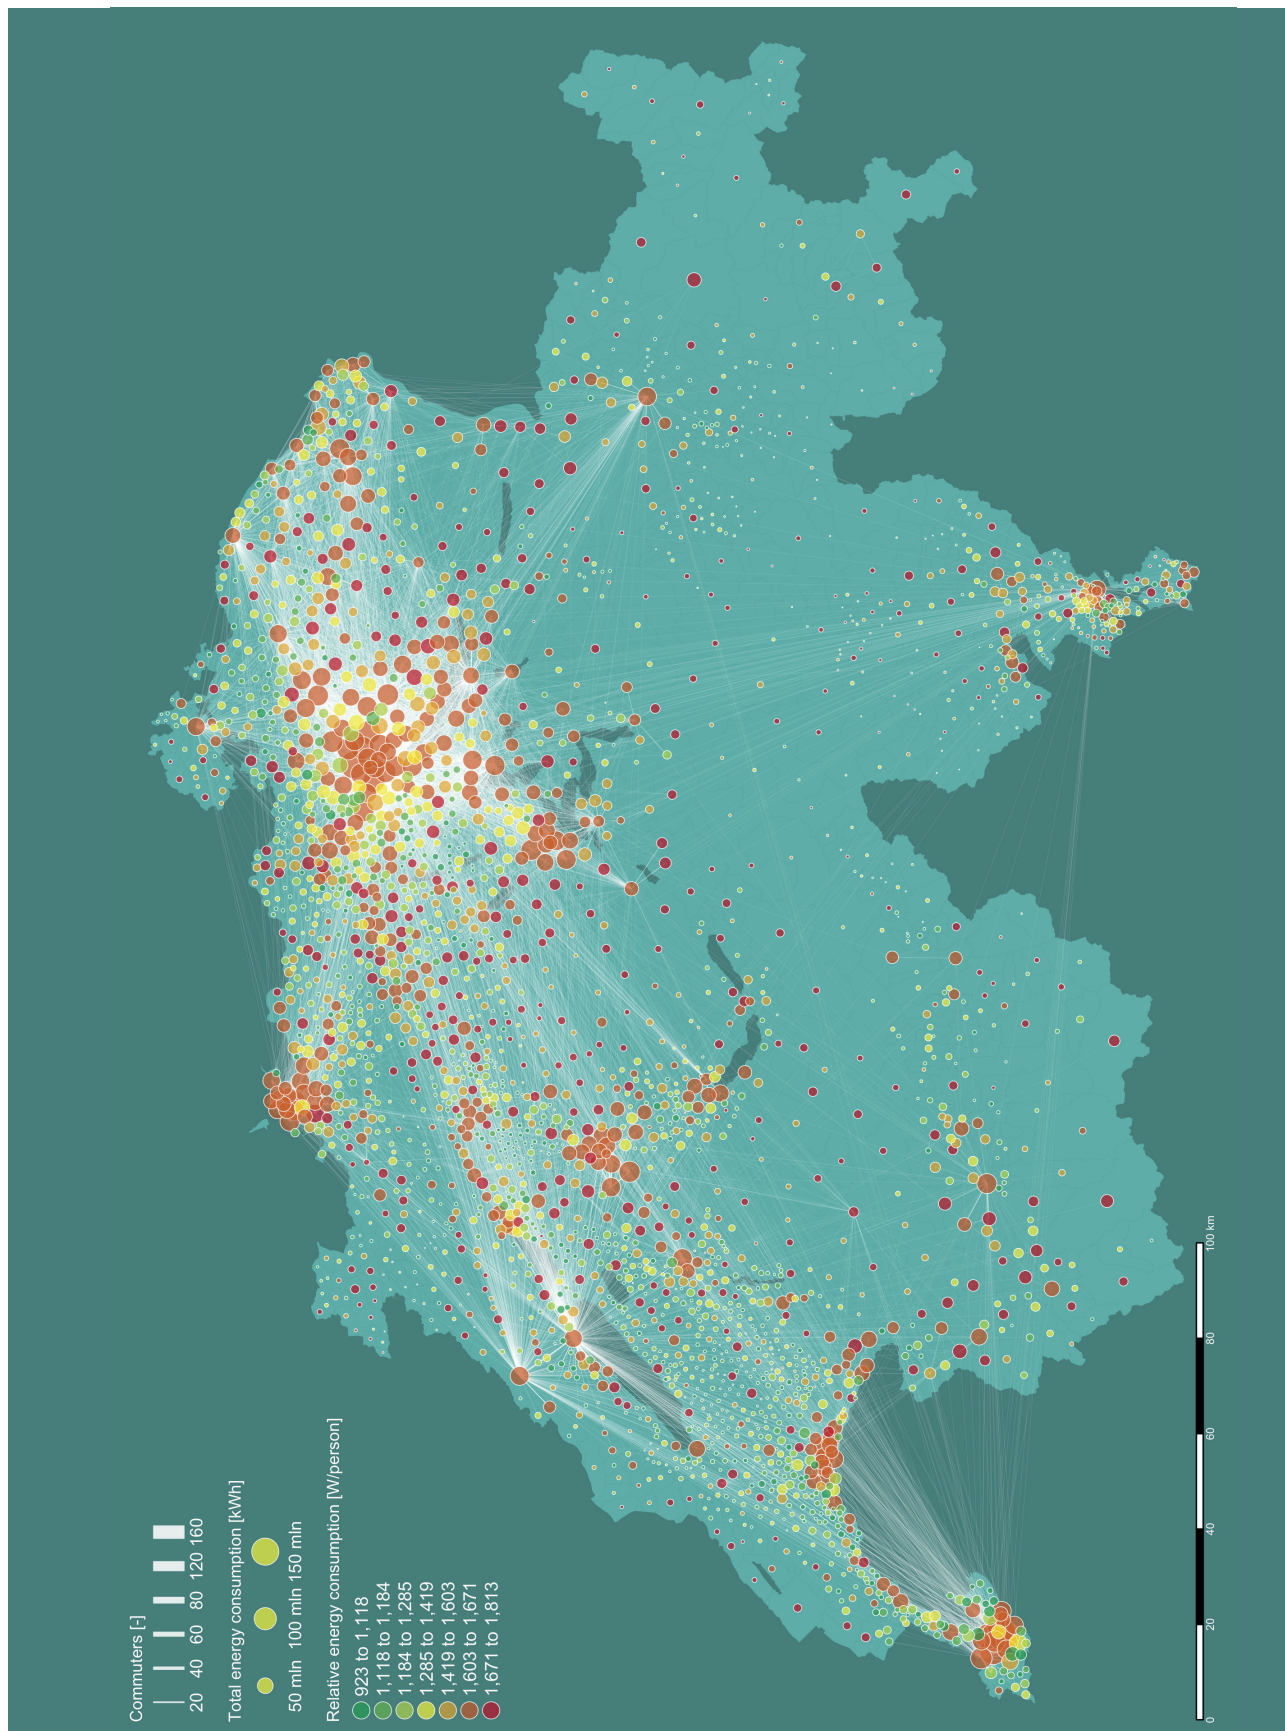 Commuters [-]
20 40 60 80 120 160
Total energy consumption [kWh]
50 mln 100 mln 150 mln
Relative energy consumption [W/person]
923 to 1,118
1,118 to 1,184
1,184 to 1,285
1,285 to 1,419
1,419 to 1,603
1,603 to 1,671
1,671 to 1,813
0 20 40 60 80 100 km